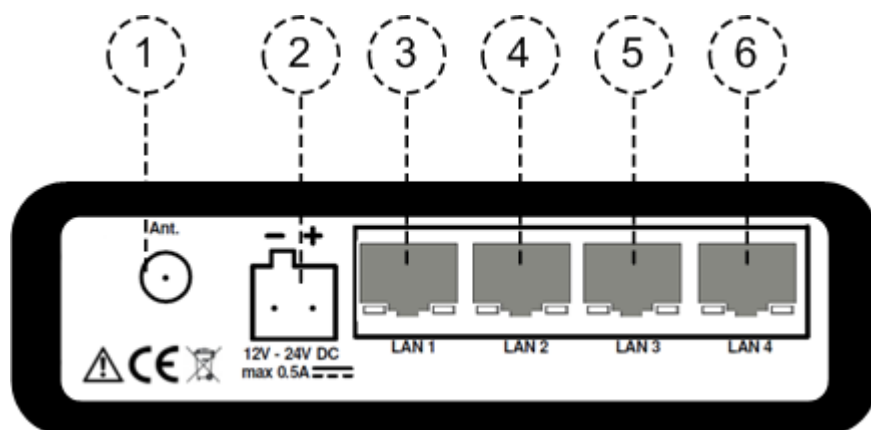 1 2 3 4 5 6
Ant.
- +
12V - 24V DC
max 0.5A
LAN 1 LAN 2 LAN 3 LAN 4
CE